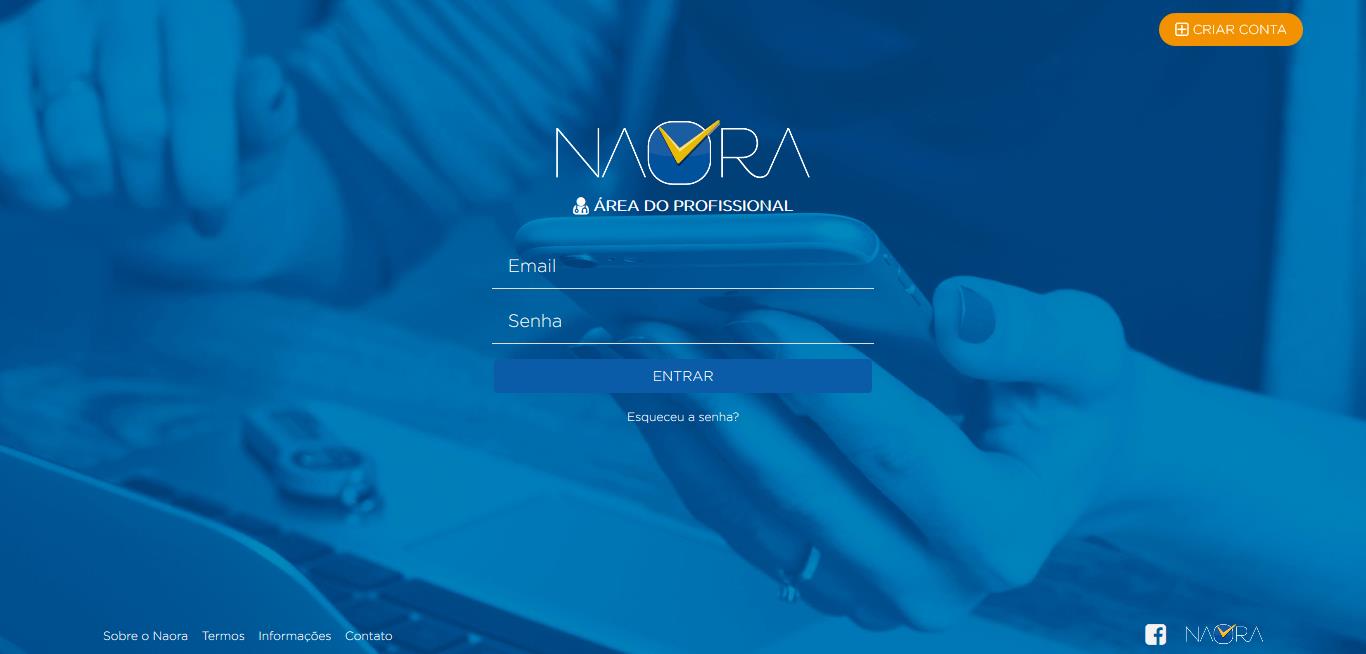 CRIAR CONTA
NAORA
ÁREA DO PROFISSIONAL
Email
Senha
ENTRAR
Esqueceu a senha?
Sobre o Naora Termos Informações Contato
NAORA